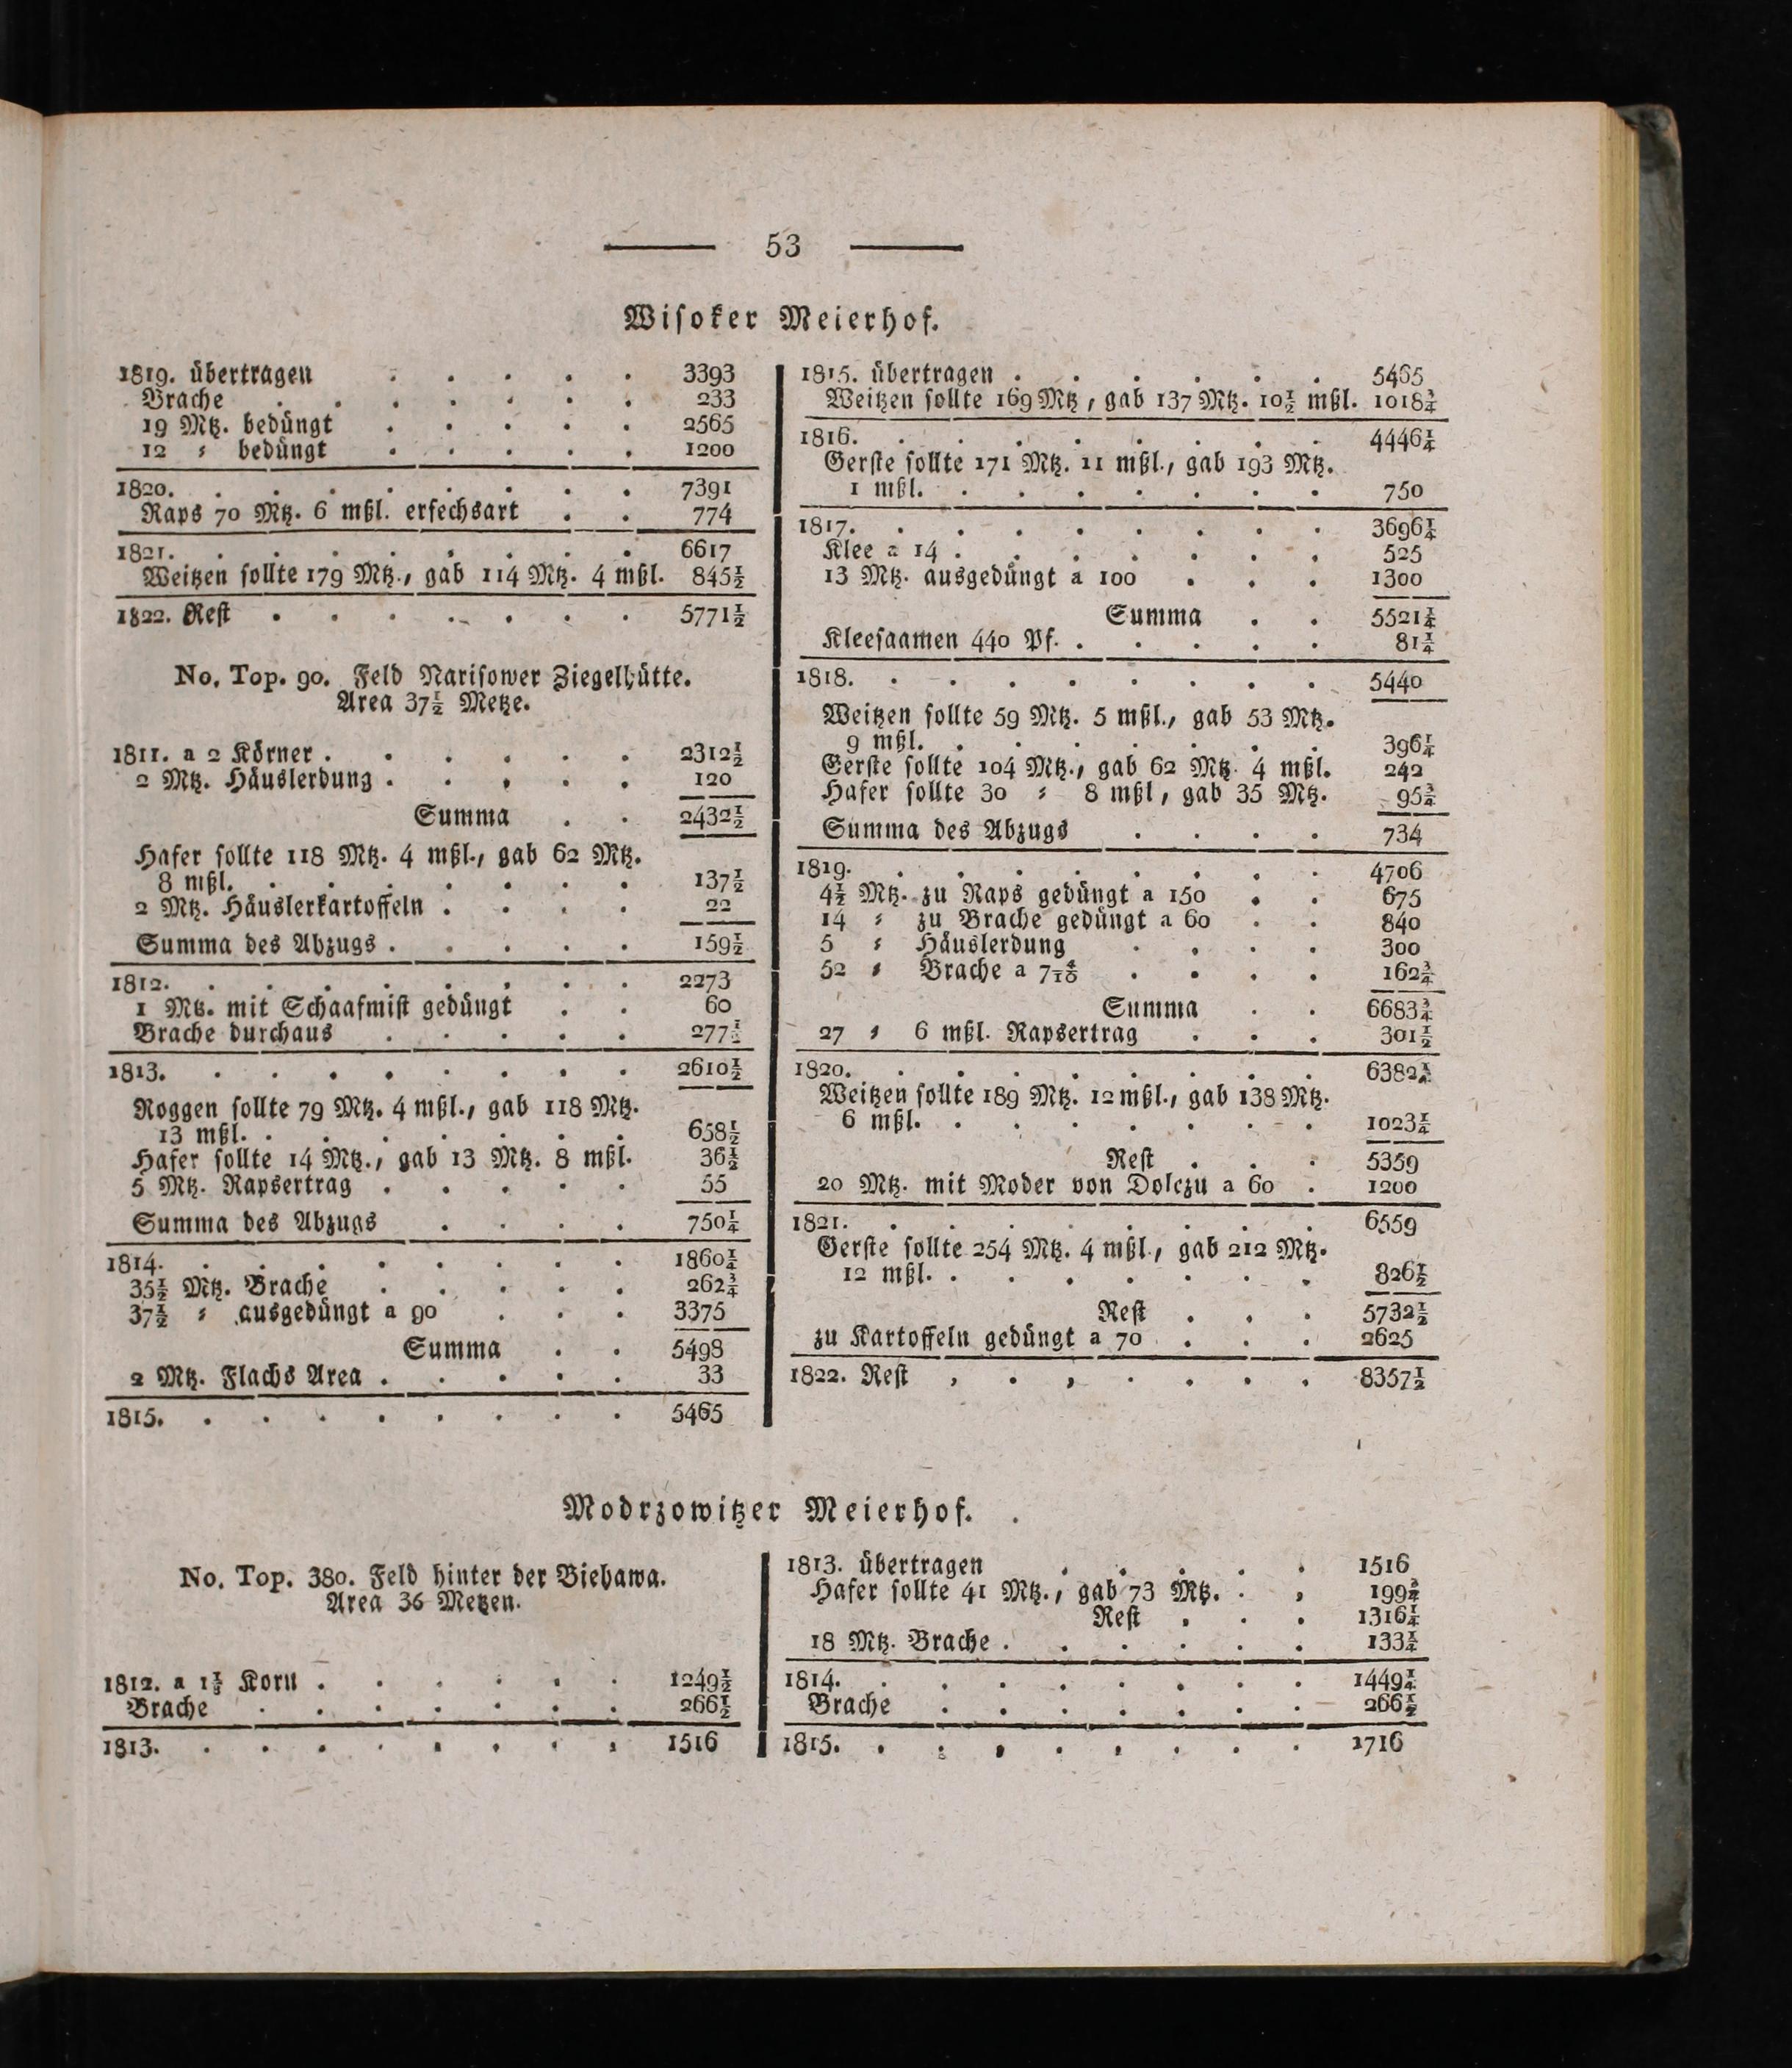 53
Wisoker Meierhof.
1819. übertragen . . . . . 3393
Brache . . . . . . . 233
19 Mtz. bedüngt . . . . . 2565
12 = bedüngt . . . . . 1200
1820. . . . . . . . . 7391
Raps 70 Mtz. 6 mßl. erfechsart . . 774
1821. . . . . . . . . 6617
Weitzen sollte 179 Mtz., gab 114 Mtz. 4 mßl. 845½
1822. Rest . . . . . . . 5771½
No. Top. 90. Feld Narisower Ziegelhütte.
Area 37½ Metze.
1811. a 2 Körner . . . . . . 2312½
2 Mtz. Häuslerdung . . . . . 120
Summa . . 2432½
Hafer sollte 118 Mtz. 4 mßl., gab 62 Mtz.
8 mßl. . . . . . . . 137½
2 Mtz. Häuslerkartoffeln . . . . 22
Summa des Abzugs . . . . . 159½
1812. . . . . . . . . 2273
1 Mtz. mit Schaafmist gedüngt . . 60
Brache durchaus . . . . . 277½
1813. . . . . . . . . 2610½
Roggen sollte 79 Mtz. 4 mßl., gab 118 Mtz.
13 mßl. . . . . . . . 658½
Hafer sollte 14 Mtz., gab 13 Mtz. 8 mßl. 36½
5 Mtz. Rapsertrag . . . . . 55
Summa des Abzugs . . . . 750¼
1814. . . . . . . . . 1860¼
35½ Mtz. Brache . . . . . 262¾
37½ = ausgedüngt a 90 . . . 3375
Summa . . 5498
2 Mtz. Flachs Area . . . . . 33
1815. . . . . . . . . 5465
1815. übertragen . . . . . . 5465
Weitzen sollte 169 Mtz, gab 137 Mtz. 10½ mßl. 1018¾
1816. . . . . . . . . 4446¼
Gerste sollte 171 Mtz. 11 mßl., gab 193 Mtz.
1 mßl. . . . . . . . 750
1817. . . . . . . . . 3696¼
Klee a 14 . . . . . . . 525
13 Mtz. ausgedüngt a 100 . . . 1300
Summa . . 5521¼
Kleesaamen 440 Pf. . . . . . 81¼
1818. . . . . . . . . 5440
Weitzen sollte 59 Mtz. 5 mßl., gab 53 Mtz.
9 mßl. . . . . . . . 396¼
Gerste sollte 104 Mtz., gab 62 Mtz. 4 mßl. 242
Hafer sollte 30 = 8 mßl, gab 35 Mtz. 95¾
Summa des Abzugs . . . . 734
1819. . . . . . . . . 4706
4½ Mtz. zu Raps gedüngt a 150 . . 675
14 = zu Brache gedüngt a 60 . . 840
5 = Häuslerdung . . . . 300
52 = Brache a 7 4/10 . . . . 162¾
Summa . . 6683¾
27 = 6 mßl. Rapsertrag . . . 301½
1820. . . . . . . . . 6382
Weitzen sollte 189 Mtz. 12 mßl., gab 138 Mtz.
6 mßl. . . . . . . . 1023¼
Rest . . . 5359
20 Mtz. mit Moder von Dolczu a 60 . 1200
1821. . . . . . . . . 6559
Gerste sollte 254 Mtz. 4 mßl., gab 212 Mtz.
12 mßl. . . . . . . . 826½
Rest . . . 5732½
zu Kartoffeln gedüngt a 70 . . . 2625
1822. Rest , . , . . . . 8357½
Modrzowitzer Meierhof.
No. Top. 380. Feld hinter der Biehawa.
Area 36 Metzen.
1812. a 1⅓ Korn . . . . . . 1249½
Brache . . . . . . . 266½
1813. . . . . . . . . 1516
1813. übertragen . . . . . 1516
Hafer sollte 41 Mtz., gab 73 Mtz. . , 199¾
Rest . . . 1316¼
18 Mtz. Brache . . . . . . 133¼
1814. . . . . . . . . 1449¼
Brache . . . . . . . 266½
1815. . . . . . . . . 1716